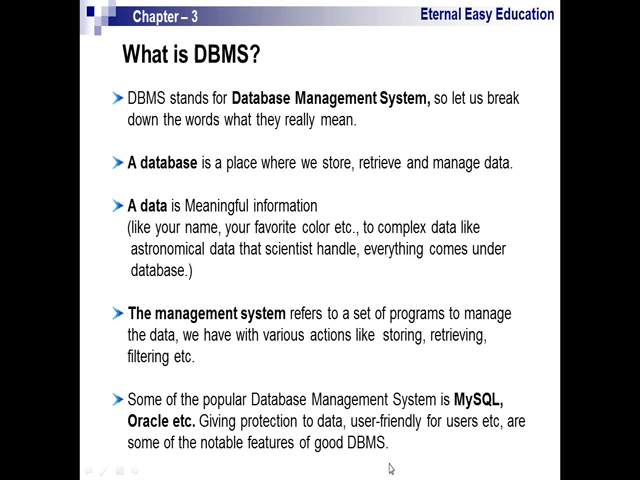 Chapter – 3
Eternal Easy Education
What is DBMS?
DBMS stands for Database Management System, so let us break
down the words what they really mean.
A database is a place where we store, retrieve and manage data.
A data is Meaningful information
(like your name, your favorite color etc., to complex data like
astronomical data that scientist handle, everything comes under
database.)
The management system refers to a set of programs to manage
the data, we have with various actions like storing, retrieving,
filtering etc.
Some of the popular Database Management System is MySQL,
Oracle etc. Giving protection to data, user-friendly for users etc, are
some of the notable features of good DBMS.